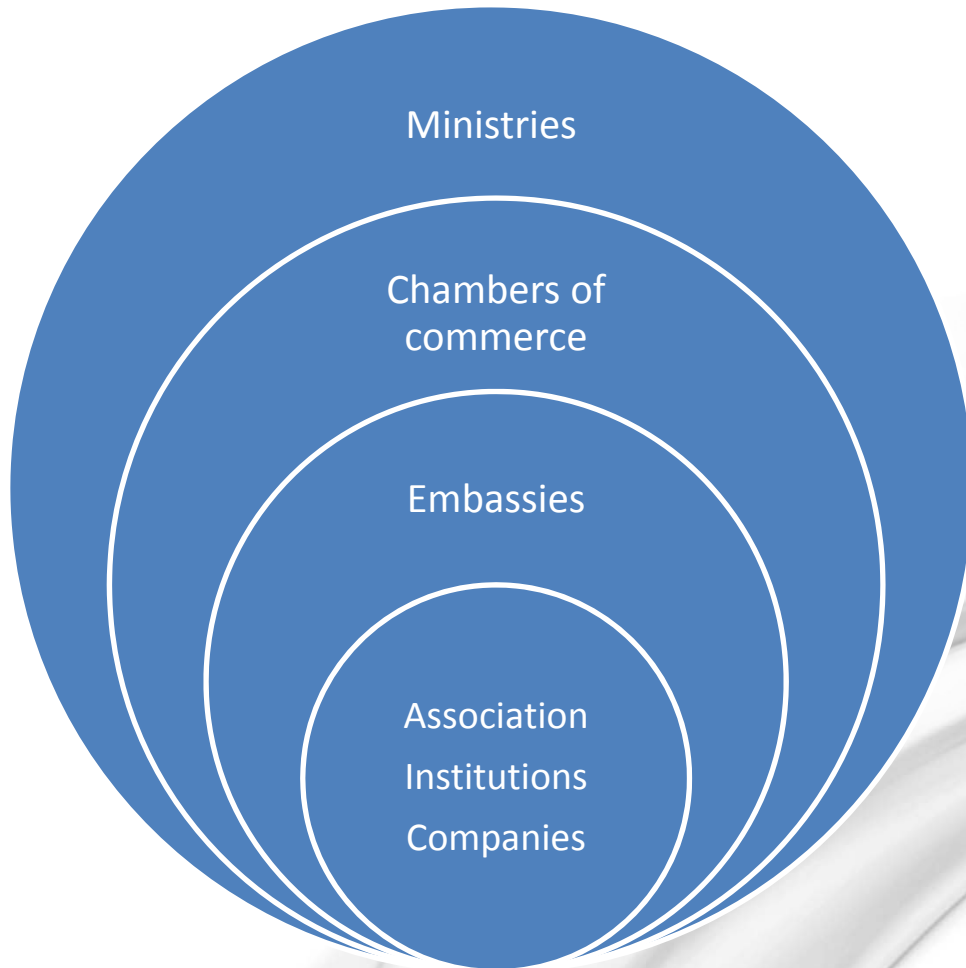 Ministries
Chambers of
commerce
Embassies
Association
Institutions
Companies